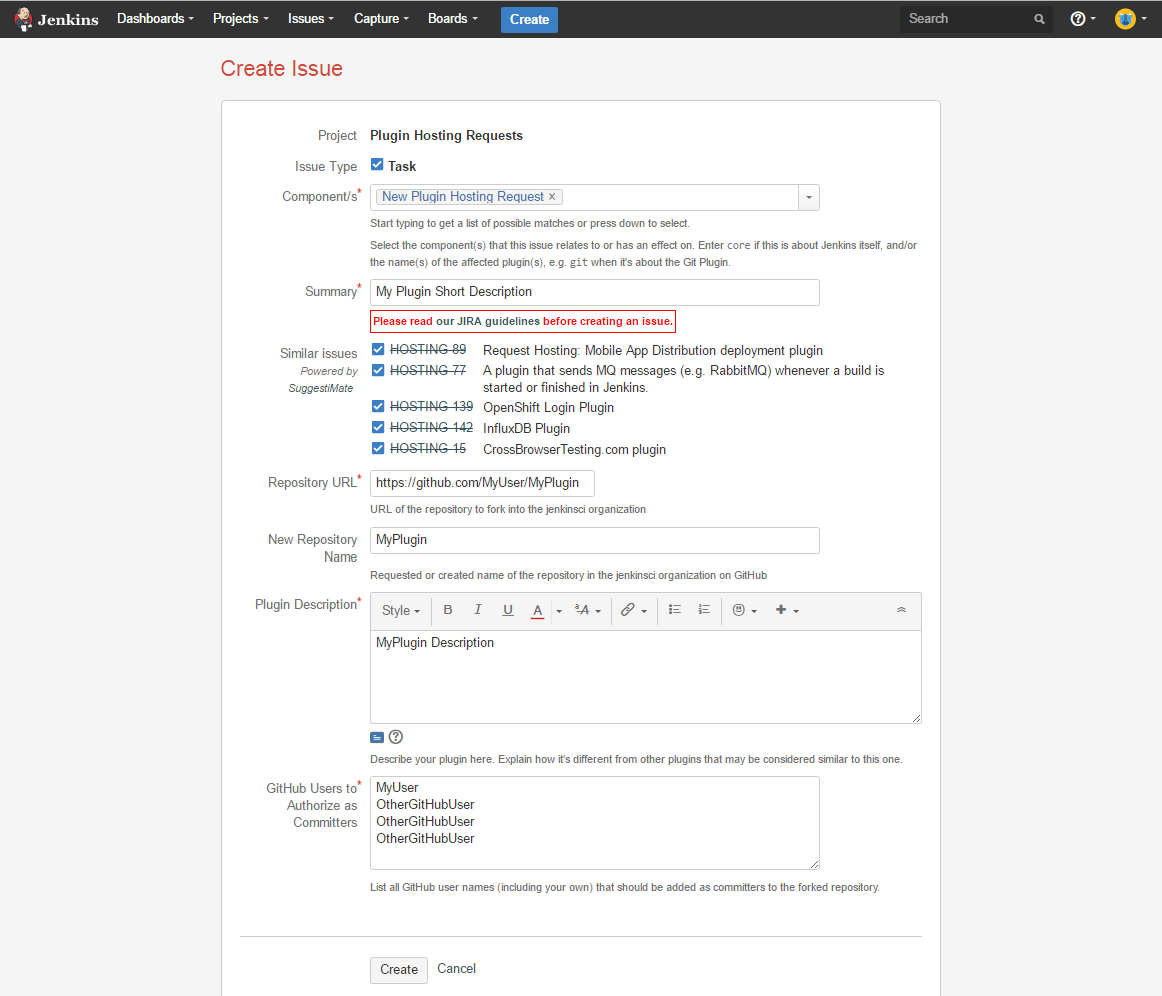 Jenkins Dashboards Projects Issues Capture Boards Create Search
Create Issue
Project Plugin Hosting Requests
Issue Type Task
Component/s* New Plugin Hosting Request x
Start typing to get a list of possible matches or press down to select.
Select the component(s) that this issue relates to or has an effect on. Enter core if this is about Jenkins itself, and/or
the name(s) of the affected plugin(s), e.g. git when it's about the Git Plugin.
Summary* My Plugin Short Description
Please read our JIRA guidelines before creating an issue.
Similar issues
Powered by
SuggestiMate
HOSTING-89 Request Hosting: Mobile App Distribution deployment plugin
HOSTING-77 A plugin that sends MQ messages (e.g. RabbitMQ) whenever a build is
started or finished in Jenkins.
HOSTING-139 OpenShift Login Plugin
HOSTING-142 InfluxDB Plugin
HOSTING-15 CrossBrowserTesting.com plugin
Repository URL* https://github.com/MyUser/MyPlugin
URL of the repository to fork into the jenkinsci organization
New Repository
Name
MyPlugin
Requested or created name of the repository in the jenkinsci organization on GitHub
Plugin Description* Style B I U A ªA
MyPlugin Description
Describe your plugin here. Explain how it's different from other plugins that may be considered similar to this one.
GitHub Users to*
Authorize as
Committers
MyUser
OtherGitHubUser
OtherGitHubUser
OtherGitHubUser
List all GitHub user names (including your own) that should be added as committers to the forked repository.
Create Cancel